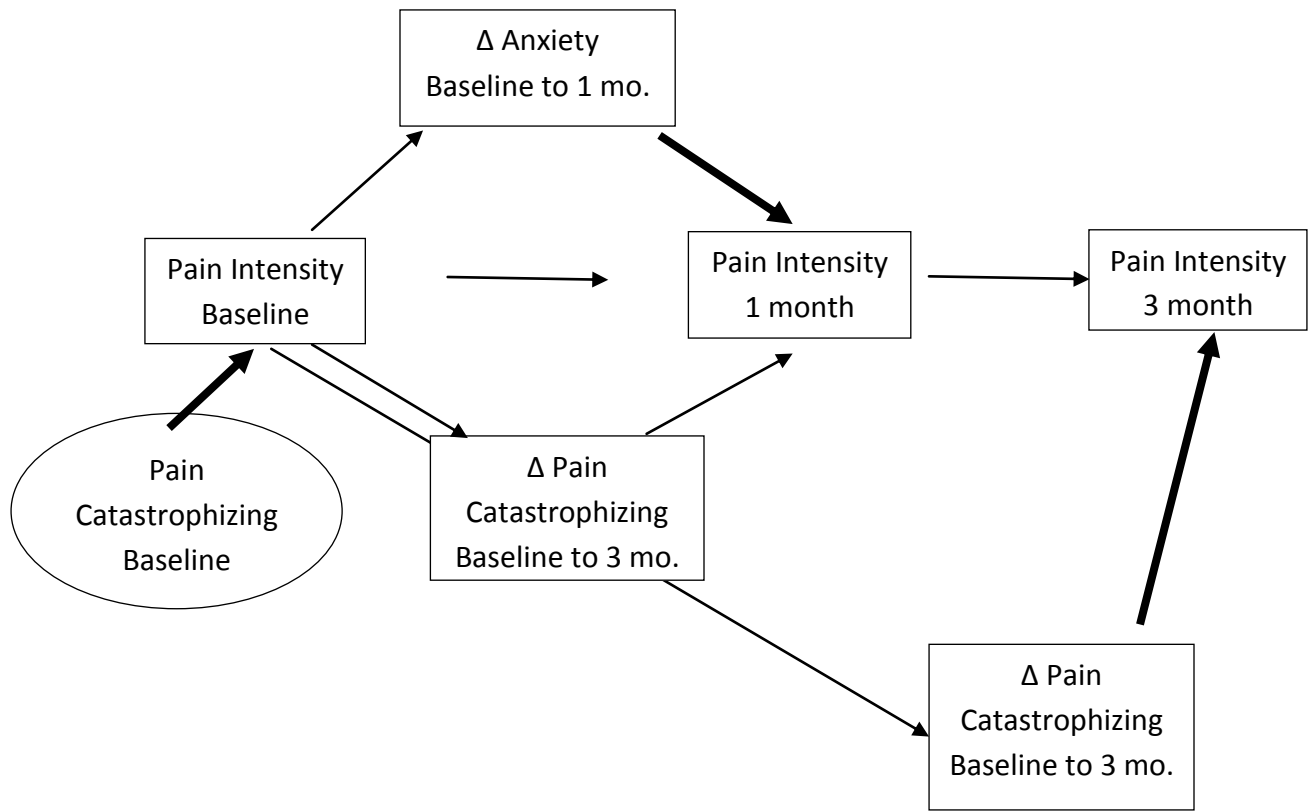 Δ Anxiety
Baseline to 1 mo.
Pain Intensity
Baseline
Pain Intensity
1 month
Pain Intensity
3 month
Pain
Catastrophizing
Baseline
Δ Pain
Catastrophizing
Baseline to 3 mo.
Δ Pain
Catastrophizing
Baseline to 3 mo.